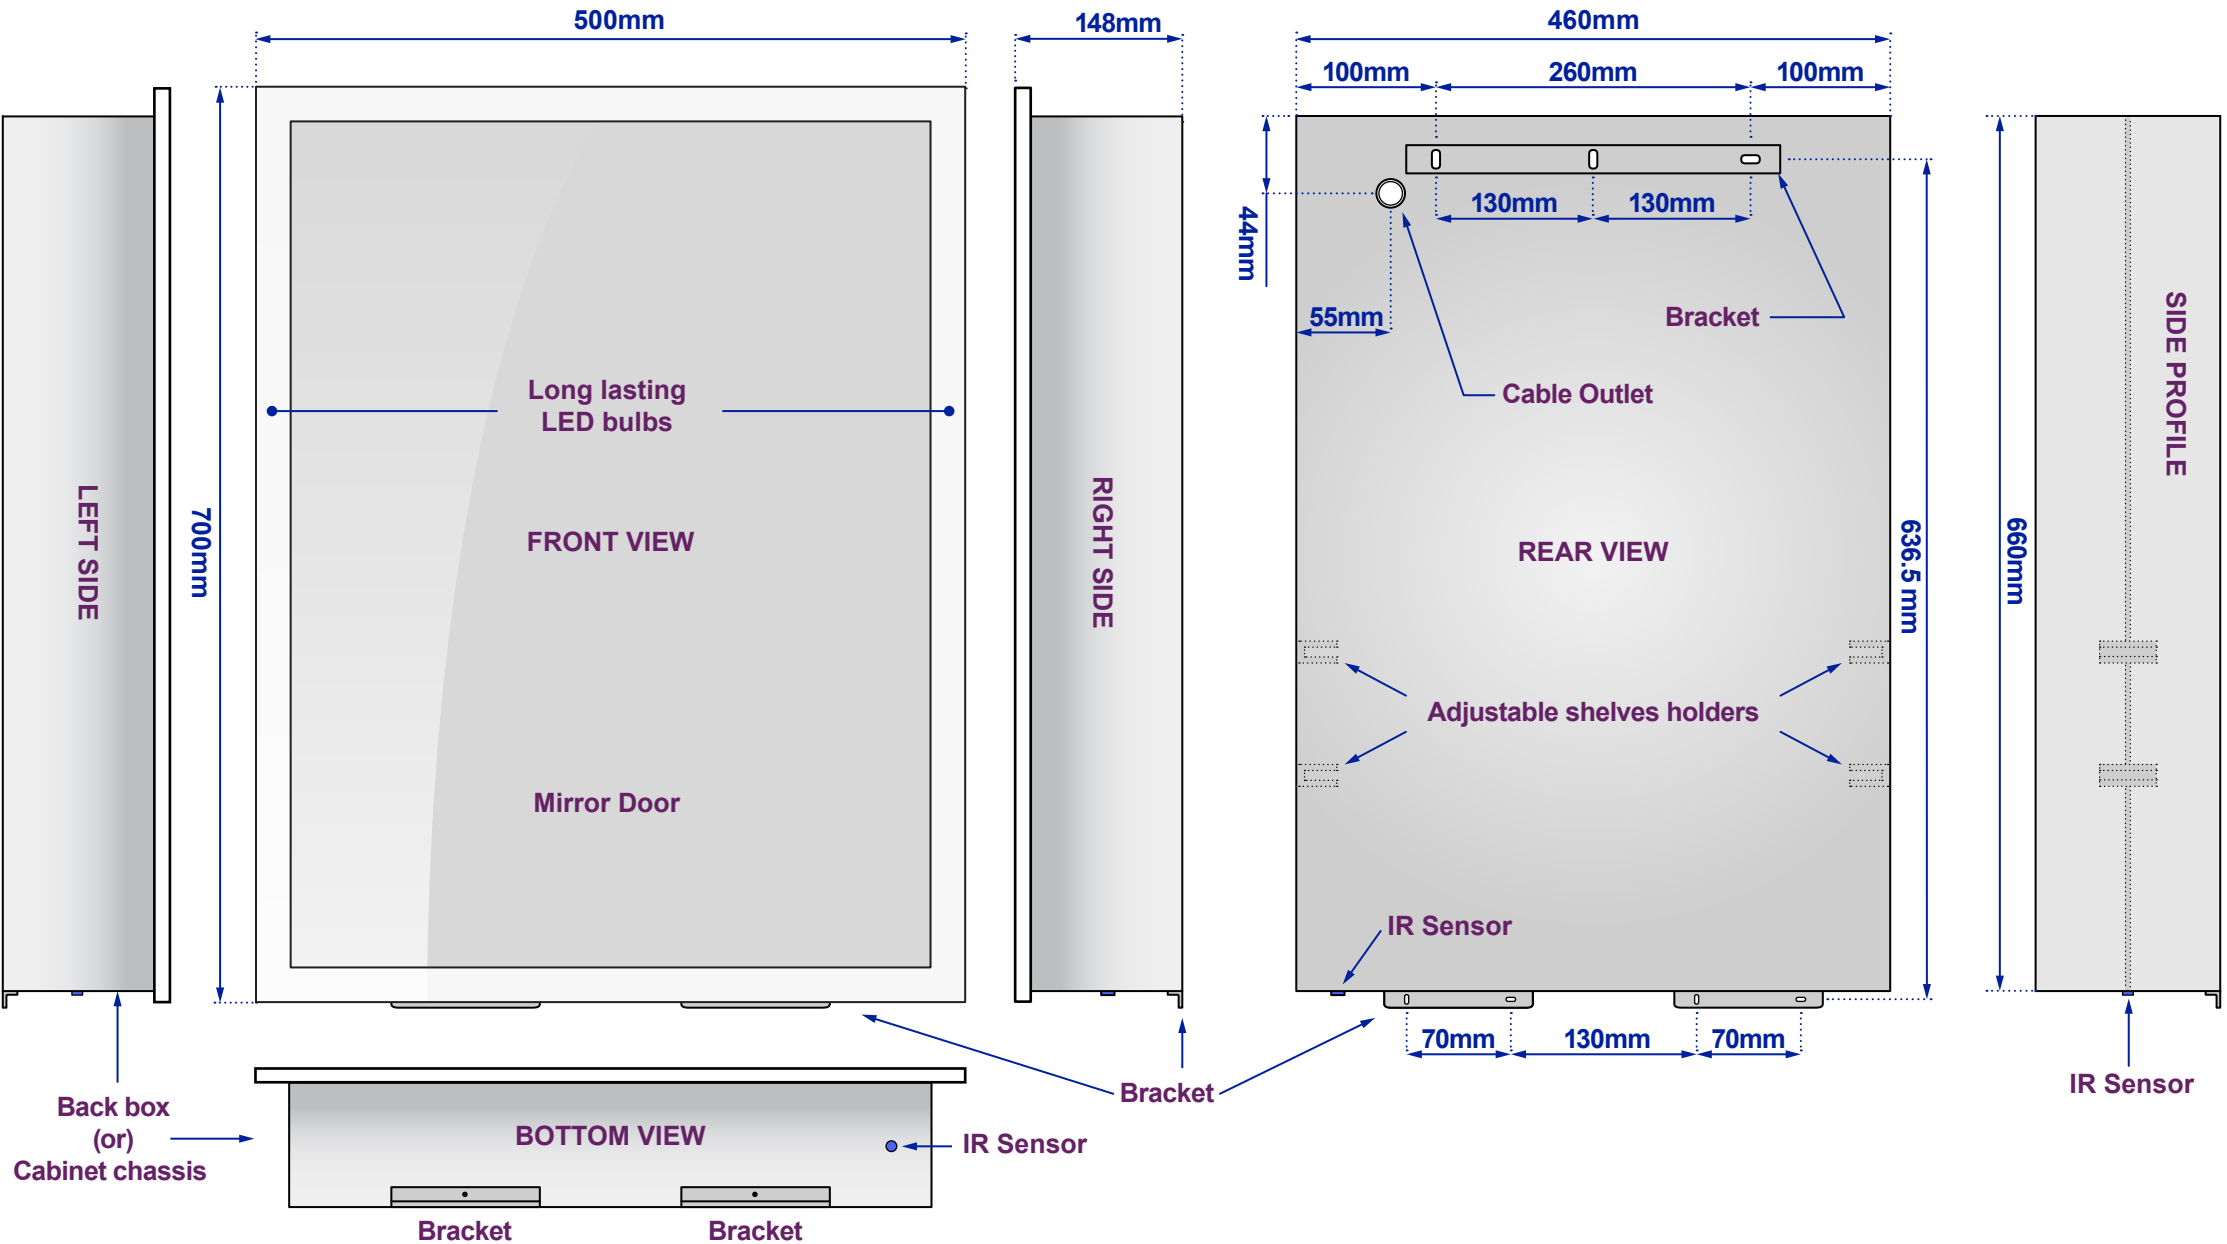 500mm
148mm
460mm
100mm
260mm
100mm
130mm
130mm
44mm
55mm
Bracket
Cable Outlet
SIDE PROFILE
Long lasting
LED bulbs
LEFT SIDE
700mm
FRONT VIEW
RIGHT SIDE
REAR VIEW
636.5 mm
660mm
Adjustable shelves holders
Mirror Door
IR Sensor
70mm
130mm
70mm
IR Sensor
Bracket
Back box
(or)
Cabinet chassis
BOTTOM VIEW
IR Sensor
Bracket
Bracket